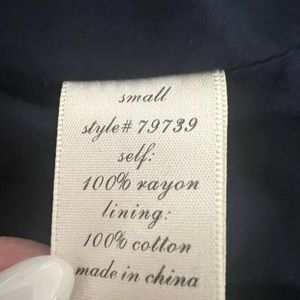 small
style# 79739
self:
100% rayon
lining:
100% cotton
made in china